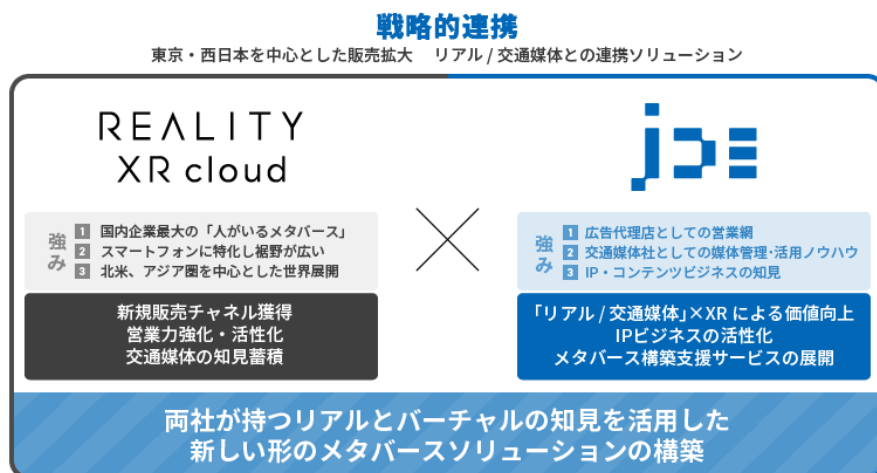 戦略的連携
東京・西日本を中心とした販売拡大 リアル / 交通媒体との連携ソリューション
REALITY
XR cloud
jDE
強み
1 国内企業最大の「人がいるメタバース」
2 スマートフォンに特化し裾野が広い
3 北米、アジア圏を中心とした世界展開
強み
1 広告代理店としての営業網
2 交通媒体社としての媒体管理・活用ノウハウ
3 IP・コンテンツビジネスの知見
新規販売チャネル獲得
営業力強化・活性化
交通媒体の知見蓄積
「リアル / 交通媒体」×XR による価値向上
IPビジネスの活性化
メタバース構築支援サービスの展開
両社が持つリアルとバーチャルの知見を活用した
新しい形のメタバースソリューションの構築